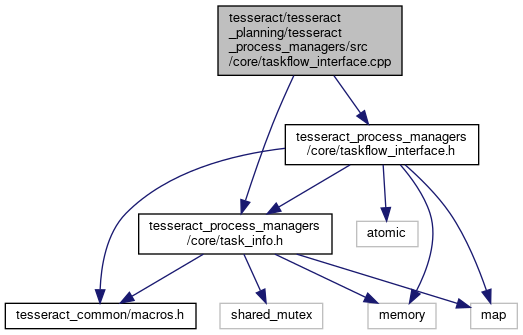 tesseract/tesseract
_planning/tesseract
_process_managers/src
/core/taskflow_interface.cpp
tesseract_process_managers
/core/taskflow_interface.h
tesseract_process_managers
/core/task_info.h
atomic
tesseract_common/macros.h
shared_mutex
memory
map